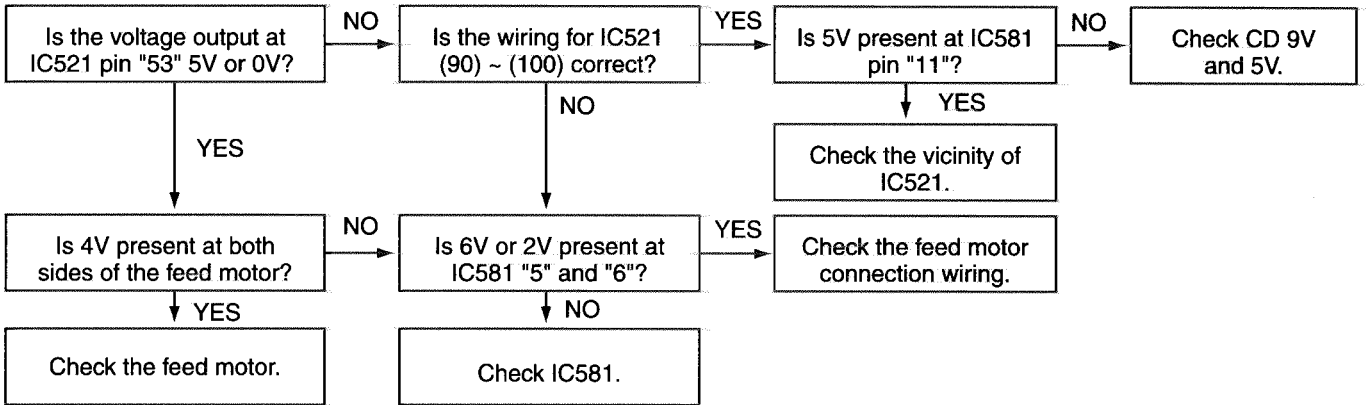 Is the voltage output at
IC521 pin "53" 5V or 0V?
NO
Is the wiring for IC521
(90) ~ (100) correct?
YES
Is 5V present at IC581
pin "11"?
NO
Check CD 9V
and 5V.
YES
NO
YES
Check the vicinity of
IC521.
Is 4V present at both
sides of the feed motor?
NO
Is 6V or 2V present at
IC581 "5" and "6"?
YES
Check the feed motor
connection wiring.
YES
NO
Check the feed motor.
Check IC581.